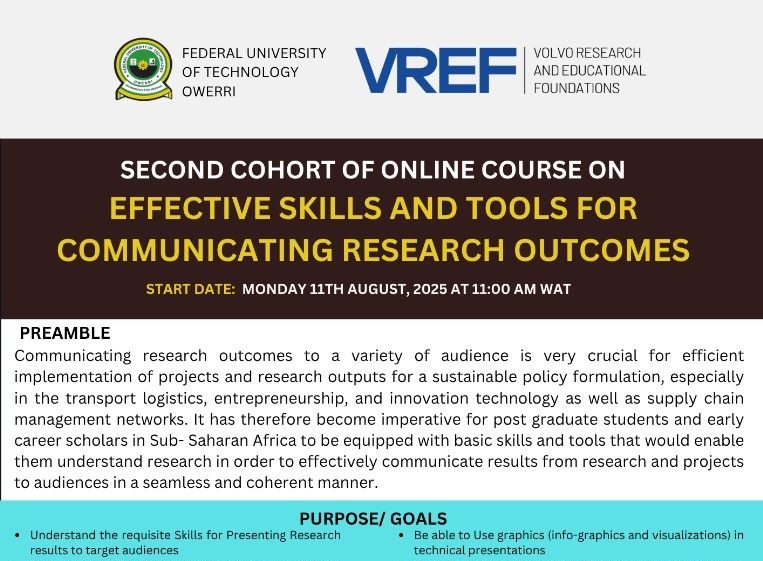 FEDERAL UNIVERSITY
OF TECHNOLOGY
OWERRI
VREF
VOLVO RESEARCH
AND EDUCATIONAL
FOUNDATIONS
SECOND COHORT OF ONLINE COURSE ON
EFFECTIVE SKILLS AND TOOLS FOR
COMMUNICATING RESEARCH OUTCOMES
START DATE: MONDAY 11TH AUGUST, 2025 AT 11:00 AM WAT
PREAMBLE
Communicating research outcomes to a variety of audience is very crucial for efficient
implementation of projects and research outputs for a sustainable policy formulation, especially
in the transport logistics, entrepreneurship, and innovation technology as well as supply chain
management networks. It has therefore become imperative for post graduate students and early
career scholars in Sub- Saharan Africa to be equipped with basic skills and tools that would enable
them understand research in order to effectively communicate results from research and projects
to audiences in a seamless and coherent manner.
PURPOSE/ GOALS
• Understand the requisite Skills for Presenting Research
results to target audiences
• Be able to Use graphics (info-graphics and visualizations) in
technical presentations